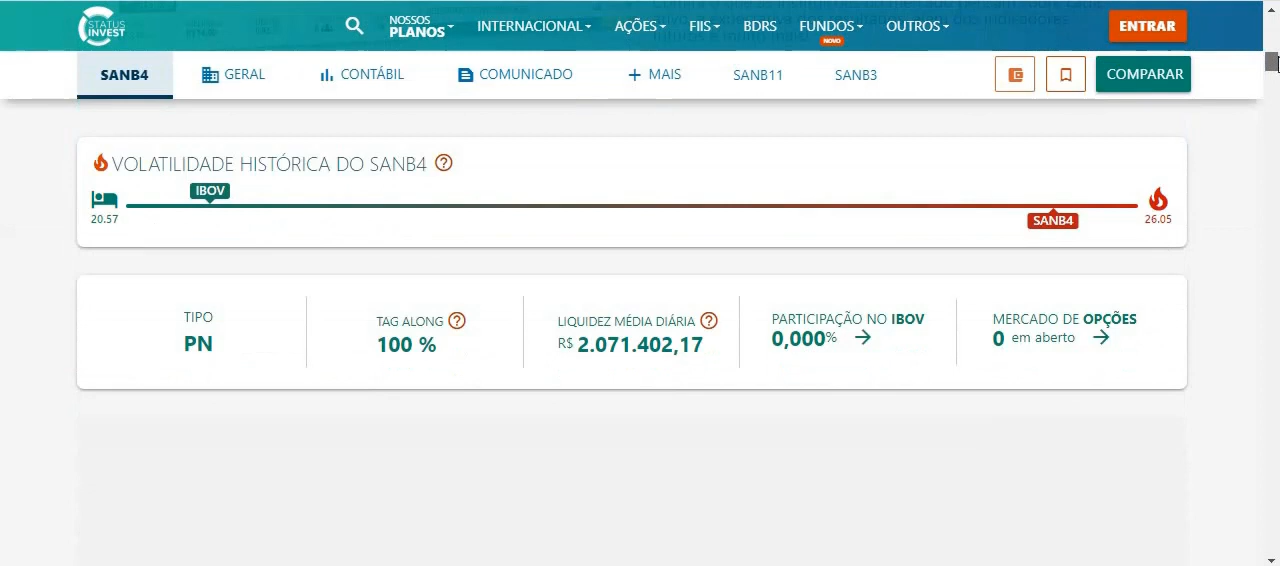 STATUS
INVEST
NOSSOS
PLANOS
INTERNACIONAL
AÇÕES
FIIS
BDRS
FUNDOS
NOVO
OUTROS
ENTRAR
SANB4
GERAL
CONTÁBIL
COMUNICADO
MAIS
SANB11
SANB3
COMPARAR
VOLATILIDADE HISTÓRICA DO SANB4
IBOV
20.57
SANB4
26.05
TIPO
PN
TAG ALONG
100 %
LIQUIDEZ MÉDIA DIÁRIA
R$ 2.071.402,17
PARTICIPAÇÃO NO IBOV
0,000%
MERCADO DE OPÇÕES
0 em aberto